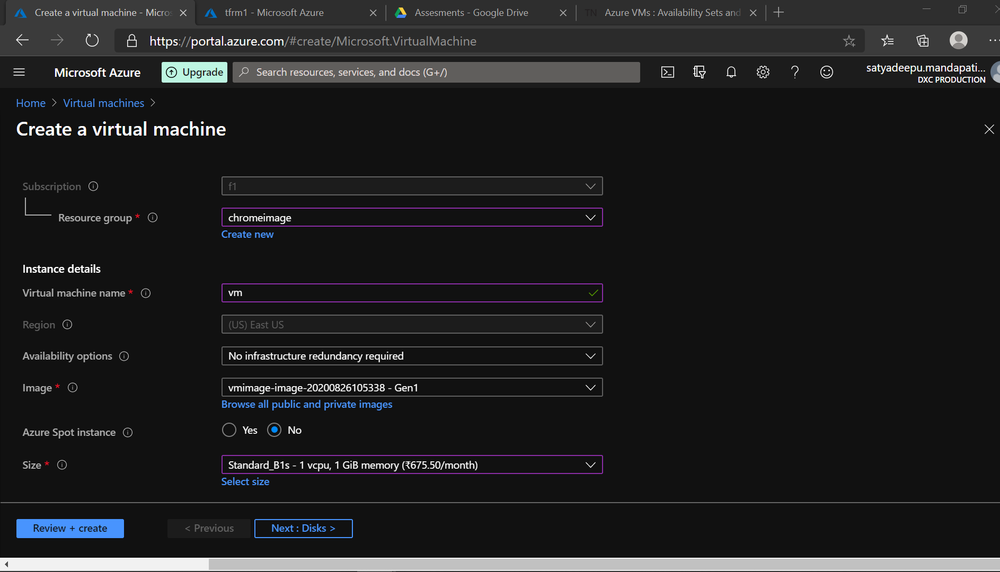 Create a virtual machine - Micros
tfrm1 - Microsoft Azure
Assesments - Google Drive
TN
Azure VMs : Availability Sets and
https://portal.azure.com/#create/Microsoft.VirtualMachine
Microsoft Azure
Upgrade
Search resources, services, and docs (G+/)
satyadeepu.mandapati...
DXC PRODUCTION
Home > Virtual machines >
Create a virtual machine
Subscription
f1
Resource group *
chromeimage
Create new
Instance details
Virtual machine name *
vm
Region
(US) East US
Availability options
No infrastructure redundancy required
Image *
vmimage-image-20200826105338 - Gen1
Browse all public and private images
Azure Spot instance
Yes No
Size *
Standard_B1s - 1 vcpu, 1 GiB memory (₹675.50/month)
Select size
Review + create
< Previous
Next : Disks >